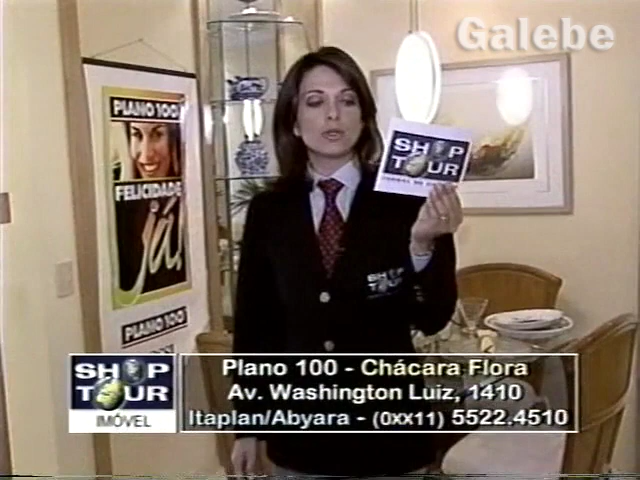 Galebe
PLANO 100
FELICIDADE
já!
PLANO 100
SHOP
TOUR
SHOP
TOUR
SHOP
TOUR
IMÓVEL
Plano 100 - Chácara Flora
Av. Washington Luiz, 1410
Itaplan/Abyara - (0xx11) 5522.4510